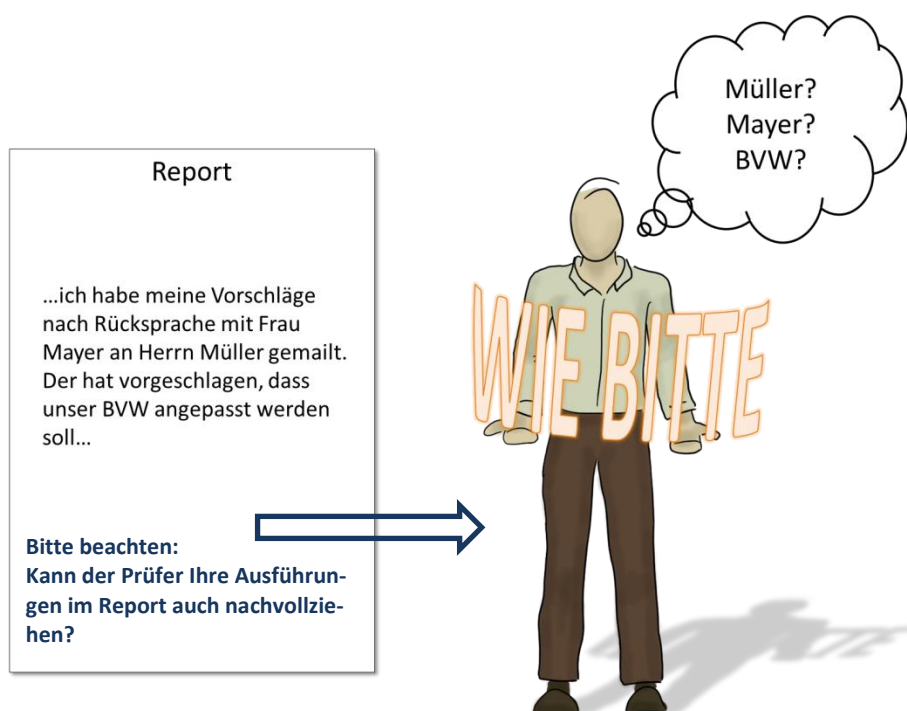 Report
...ich habe meine Vorschläge
nach Rücksprache mit Frau
Mayer an Herrn Müller gemailt.
Der hat vorgeschlagen, dass
unser BVW angepasst werden
soll...
Bitte beachten:
Kann der Prüfer Ihre Ausführun-
gen im Report auch nachvollzie-
hen?
Müller?
Mayer?
BVW?
WIE BITTE